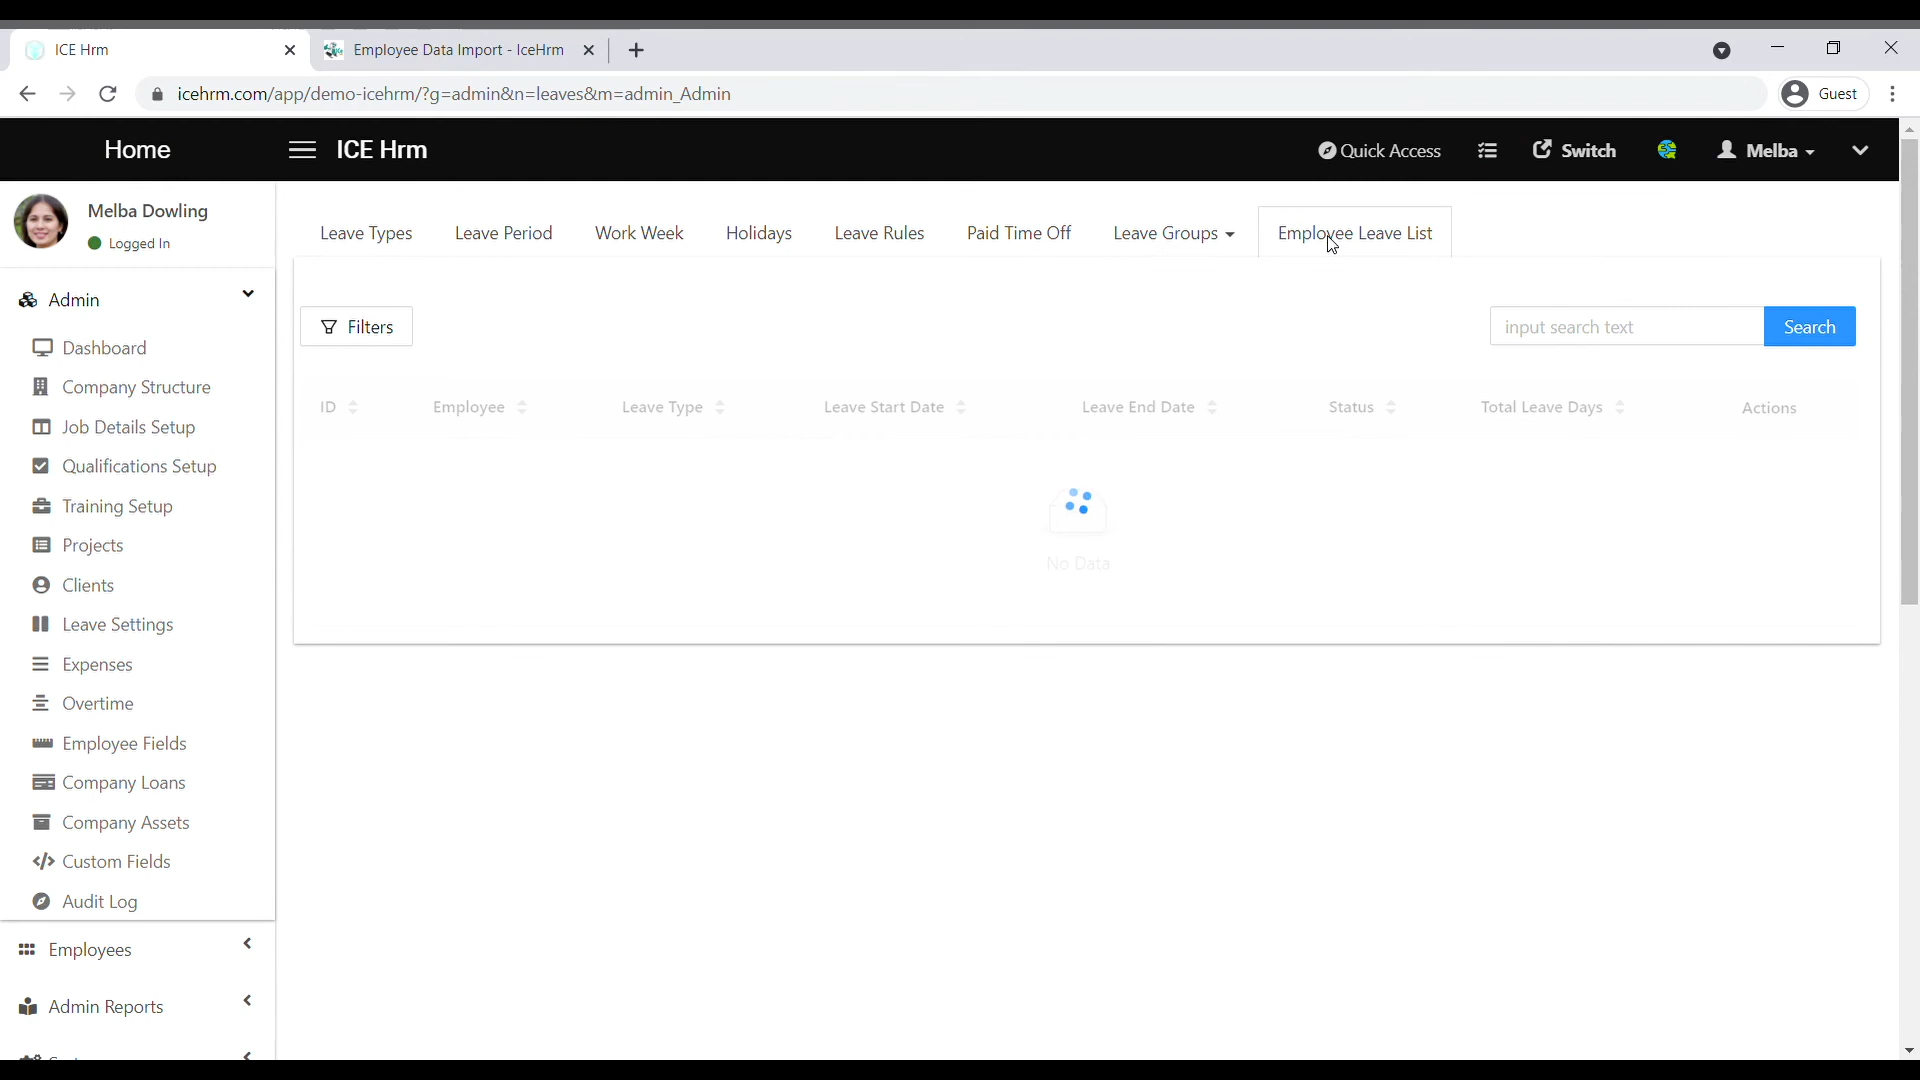 ICE Hrm
Employee Data Import - IceHrm
icehrm.com/app/demo-icehrm/?g=admin&n=leaves&m=admin_Admin
Guest
Home
ICE Hrm
Quick Access
Switch
Melba
Melba Dowling
Logged In
Admin
Dashboard
Company Structure
Job Details Setup
Qualifications Setup
Training Setup
Projects
Clients
Leave Settings
Expenses
Overtime
Employee Fields
Company Loans
Company Assets
Custom Fields
Audit Log
Employees
Admin Reports
Leave Types
Leave Period
Work Week
Holidays
Leave Rules
Paid Time Off
Leave Groups
Employee Leave List
Filters
input search text
Search
ID
Employee
Leave Type
Leave Start Date
Leave End Date
Status
Total Leave Days
Actions
No Data